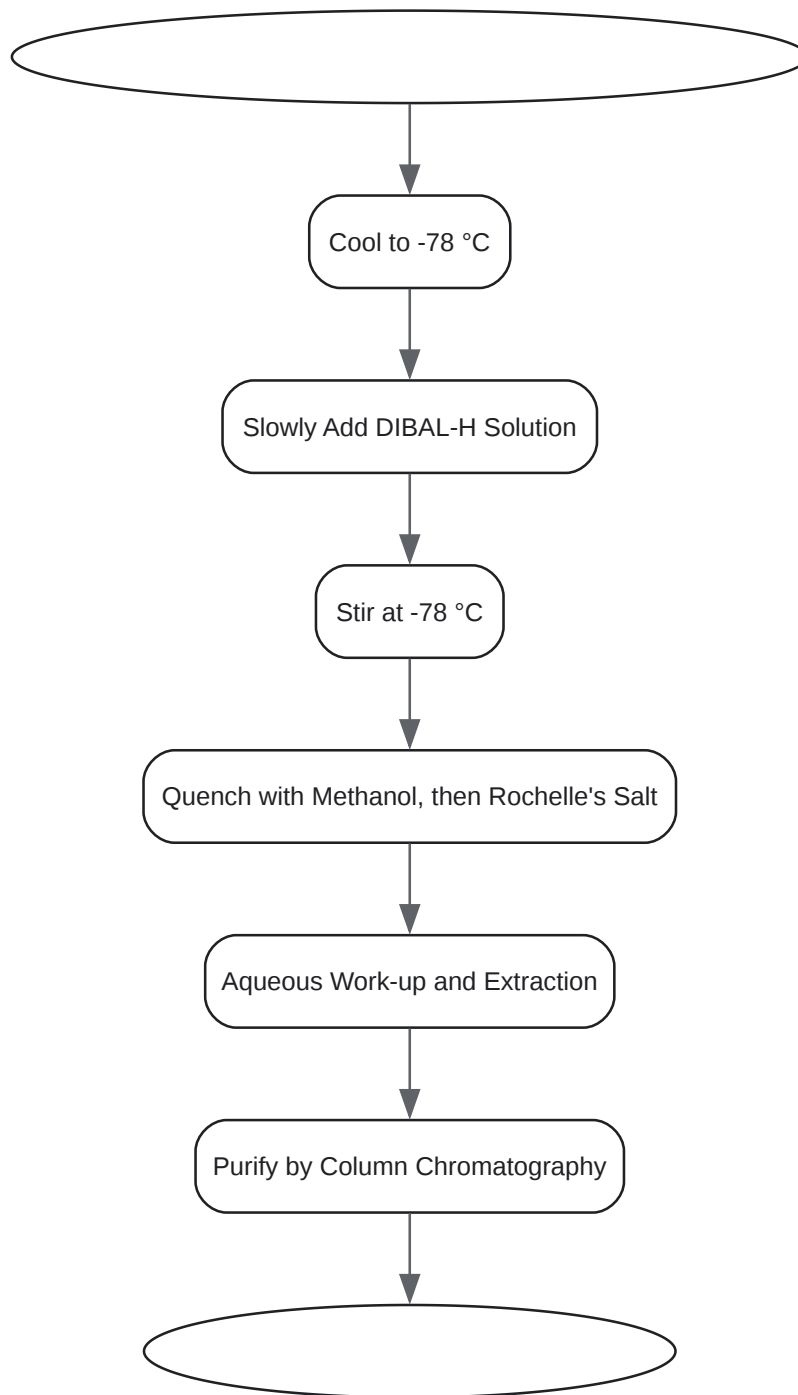 Cool to -78 °C
Slowly Add DIBAL-H Solution
Stir at -78 °C
Quench with Methanol, then Rochelle's Salt
Aqueous Work-up and Extraction
Purify by Column Chromatography